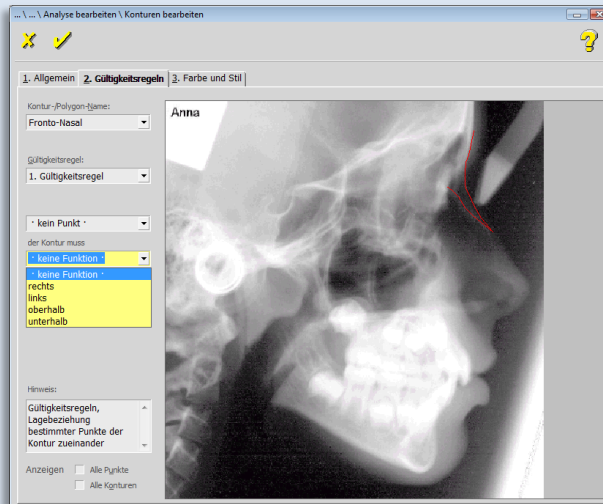 ... \ ... \ Analyse bearbeiten \ Konturen bearbeiten
1. Allgemein
2. Gültigkeitsregeln
3. Farbe und Stil
Kontur-/Polygon-Name:
Fronto-Nasal
Gültigkeitsregel:
1. Gültigkeitsregel
· kein Punkt ·
der Kontur muss
· keine Funktion ·
· keine Funktion ·
rechts
links
oberhalb
unterhalb
Hinweis:
Gültigkeitsregeln,
Lagebeziehung
bestimmter Punkte der
Kontur zueinander
Anzeigen
Alle Punkte
Alle Konturen
Anna